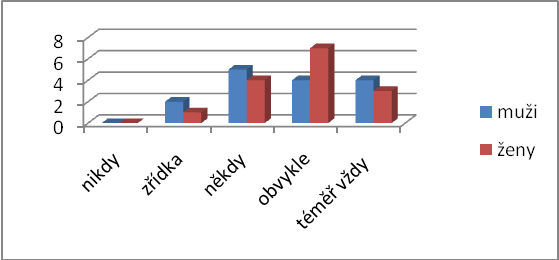 8
6
4
2
0
nikdy
zřídka
někdy
obvykle
téměř vždy
muži
ženy